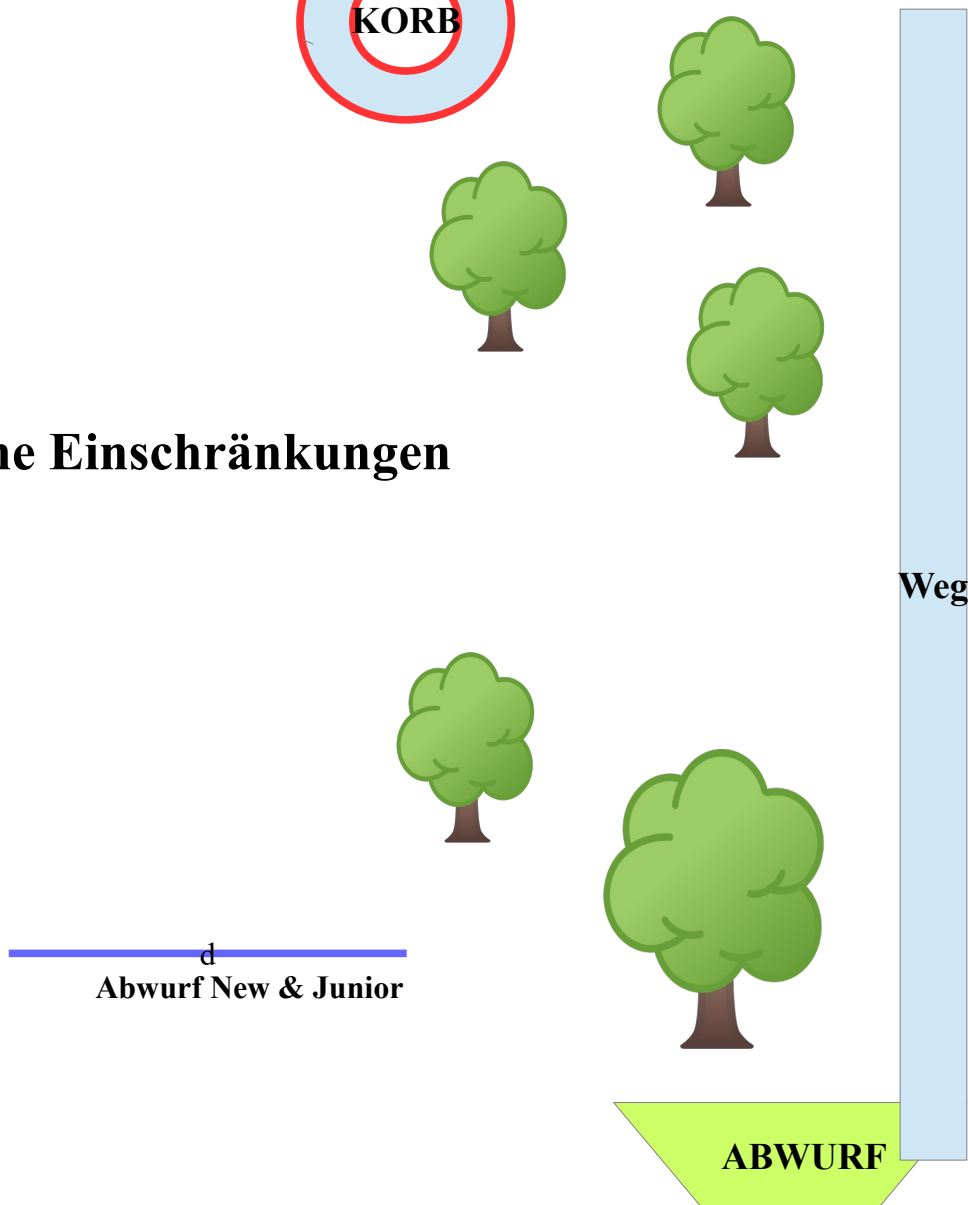 KORB
ne Einschränkungen
Weg
d
Abwurf New & Junior
ABWURF